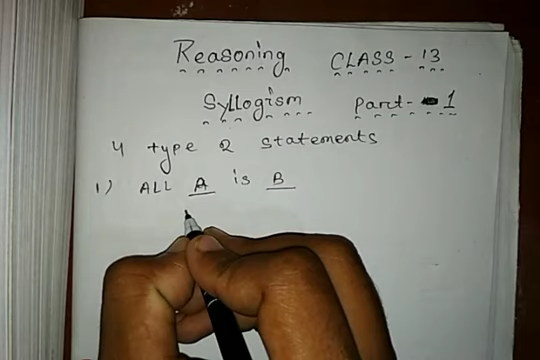 Reasoning CLASS - 13
Syllogism Part - 1
4 type 2 statements
1) ALL A is B